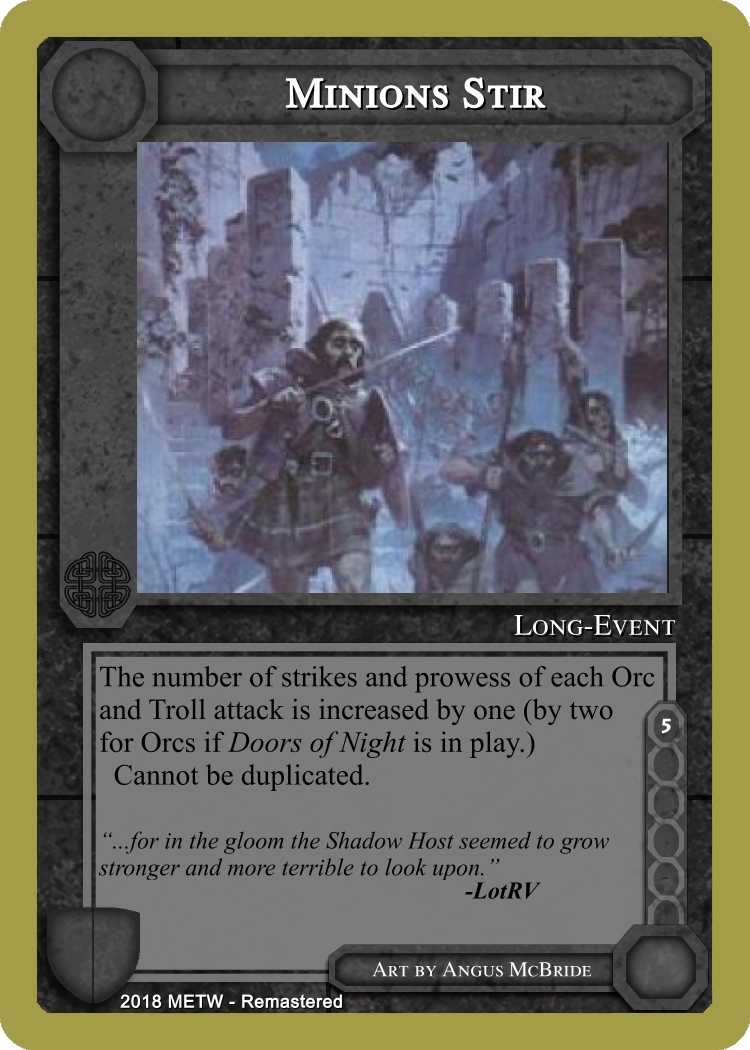 Minions Stir
Long-Event
The number of strikes and prowess of each Orc
and Troll attack is increased by one (by two
for Orcs if Doors of Night is in play.)
Cannot be duplicated.
5
“...for in the gloom the Shadow Host seemed to grow
stronger and more terrible to look upon.”
-LotRV
Art by Angus McBride
2018 METW - Remastered